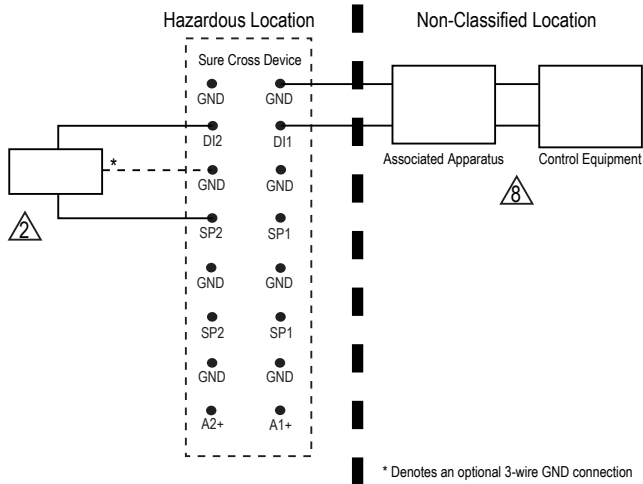 Hazardous Location
Non-Classified Location
Sure Cross Device
GND GND
DI2 DI1
*
GND GND
SP2 SP1
GND GND
SP2 SP1
GND GND
A2+ A1+
2
Associated Apparatus
Control Equipment
8
* Denotes an optional 3-wire GND connection